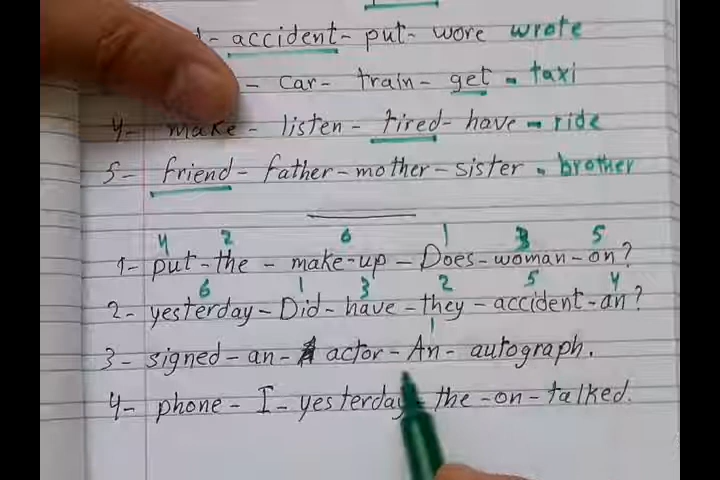 - accident - put - wore wrote
- car - train - get - taxi
4- make - listen - tired - have - ride
5- friend - father - mother - sister - brother
4 2 6 1 3 5
1- put - the - make-up - Does - woman - on?
6 1 3 2 5 4
2- yesterday - Did - have - they - accident - an?
1
3- signed - an - actor - An - autograph.
4- phone - I - yesterday - the - on - talked.